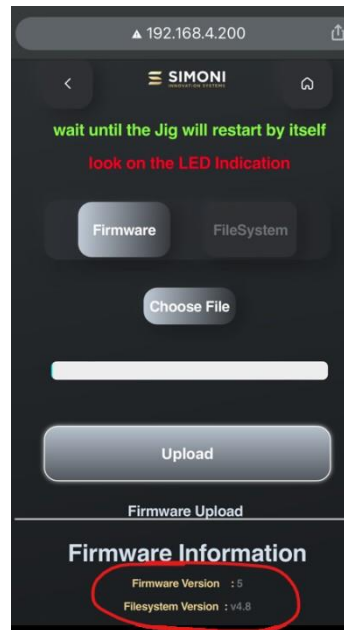 192.168.4.200
SIMONI
INNOVATION SYSTEMS
wait until the Jig will restart by itself
look on the LED Indication
Firmware
FileSystem
Choose File
Upload
Firmware Upload
Firmware Information
Firmware Version : 5
Filesystem Version : v4.8